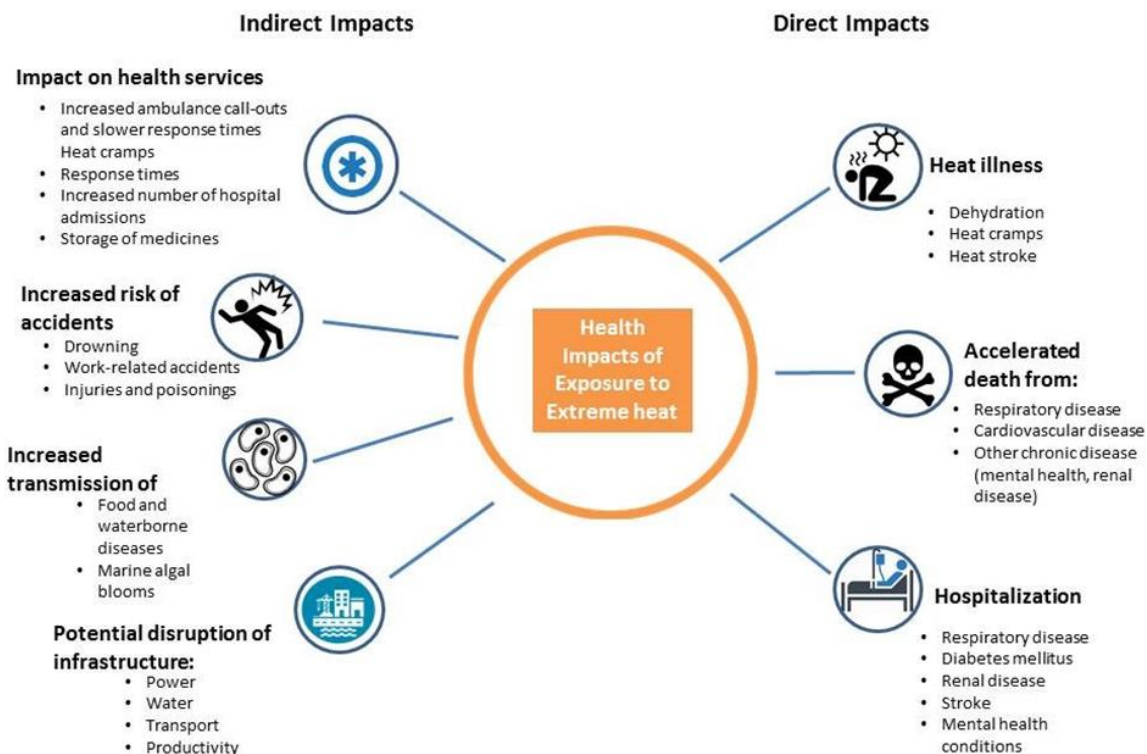 Indirect Impacts
Impact on health services
• Increased ambulance call-outs
and slower response times
Heat cramps
• Response times
• Increased number of hospital
admissions
• Storage of medicines
Increased risk of
accidents
• Drowning
• Work-related accidents
• Injuries and poisonings
Increased
transmission of
• Food and
waterborne
diseases
• Marine algal
blooms
Potential disruption of
infrastructure:
• Power
• Water
• Transport
• Productivity
Health
Impacts of
Exposure to
Extreme heat
Direct Impacts
Heat illness
• Dehydration
• Heat cramps
• Heat stroke
Accelerated
death from:
• Respiratory disease
• Cardiovascular disease
• Other chronic disease
(mental health, renal
disease)
Hospitalization
• Respiratory disease
• Diabetes mellitus
• Renal disease
• Stroke
• Mental health
conditions